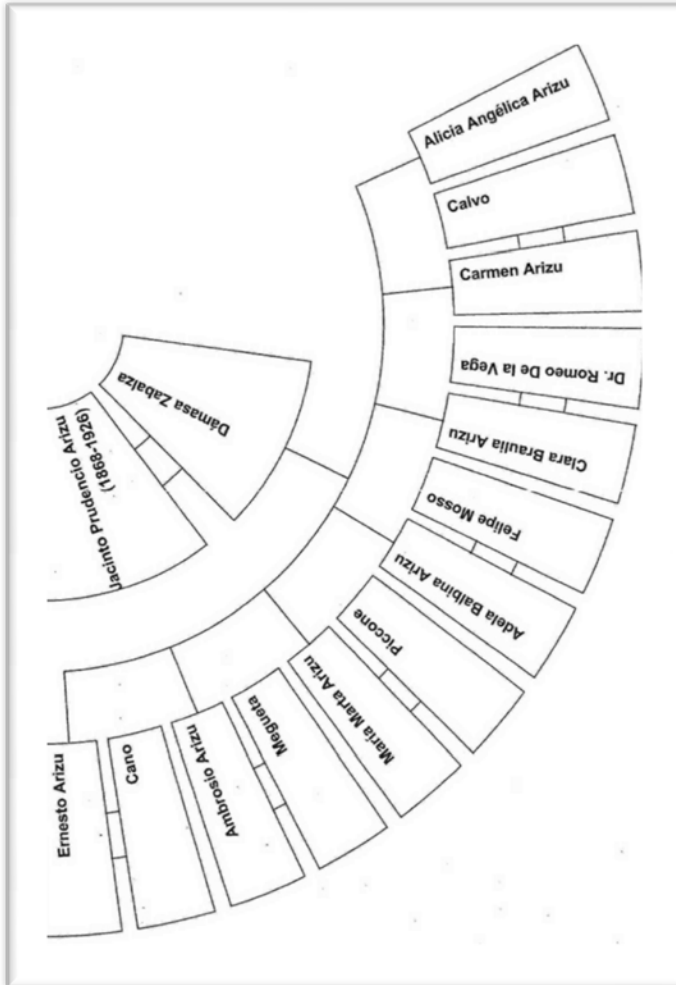 Alicia Angélica Arizu
Calvo
Carmen Arizu
Dr. Romeo De la Vega
Clara Braulia Arizu
Felipe Mosso
Adela Balbina Arizu
Piccone
María Marta Arizu
Megueta
Ambrosio Arizu
Cano
Ernesto Arizu
Dámasa Zabalza
Jacinto Prudencio Arizu
(1868-1926)